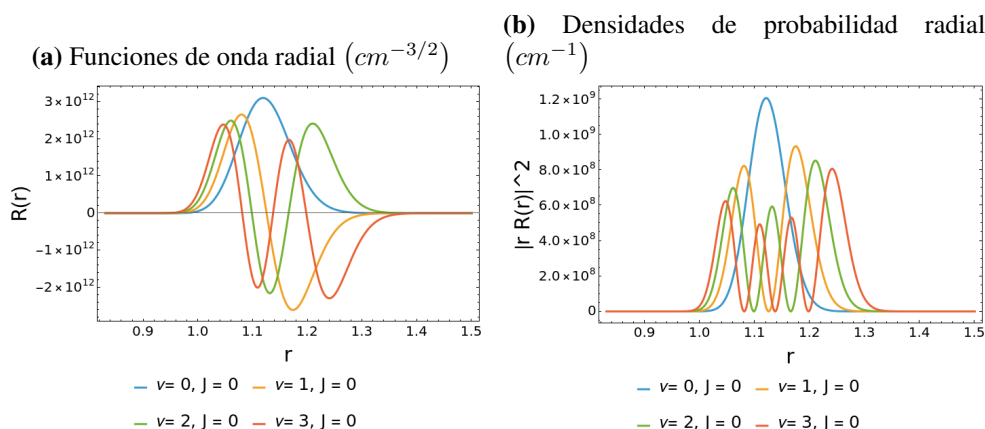 (a) Funciones de onda radial (cm^{-3/2})
3×10^{12}
2×10^{12}
1×10^{12}
0
-1×10^{12}
-2×10^{12}
R(r)
0.9 1.0 1.1 1.2 1.3 1.4 1.5
r
v= 0, J = 0 v= 1, J = 0
v= 2, J = 0 v= 3, J = 0
(b) Densidades de probabilidad radial
(cm^{-1})
1.2×10^9
1.0×10^9
8.0×10^8
6.0×10^8
4.0×10^8
2.0×10^8
0
|r R(r)|^2
0.9 1.0 1.1 1.2 1.3 1.4 1.5
r
v= 0, J = 0 v= 1, J = 0
v= 2, J = 0 v= 3, J = 0